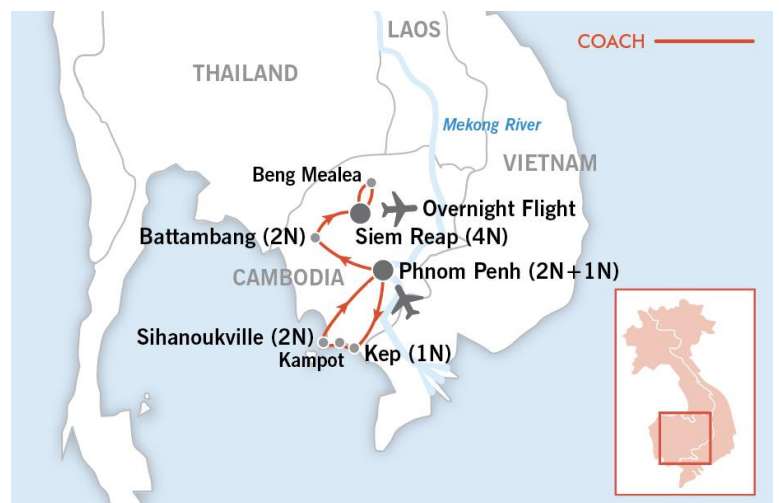 LAOS
COACH
THAILAND
Mekong River
VIETNAM
Beng Mealea
Overnight Flight
Battambang (2N)
Siem Reap (4N)
CAMBODIA
Phnom Penh (2N+1N)
Sihanoukville (2N)
Kampot
Kep (1N)